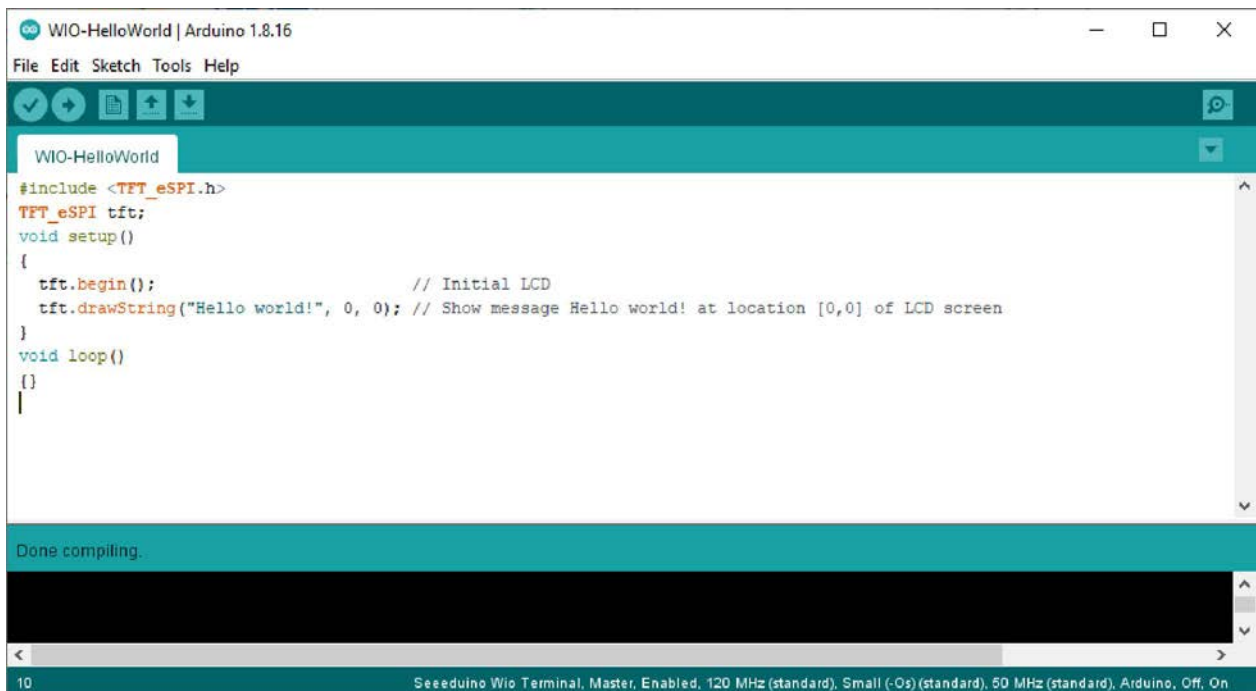 WIO-HelloWorld | Arduino 1.8.16
File Edit Sketch Tools Help
WIO-HelloWorld
#include <TFT_eSPI.h>
TFT_eSPI tft;
void setup()
{
  tft.begin();                              // Initial LCD
  tft.drawString("Hello world!", 0, 0); // Show message Hello world! at location [0,0] of LCD screen
}
void loop()
{}
Done compiling.
10 Seeeduino Wio Terminal, Master, Enabled, 120 MHz (standard), Small (-Os) (standard), 50 MHz (standard), Arduino, Off, On